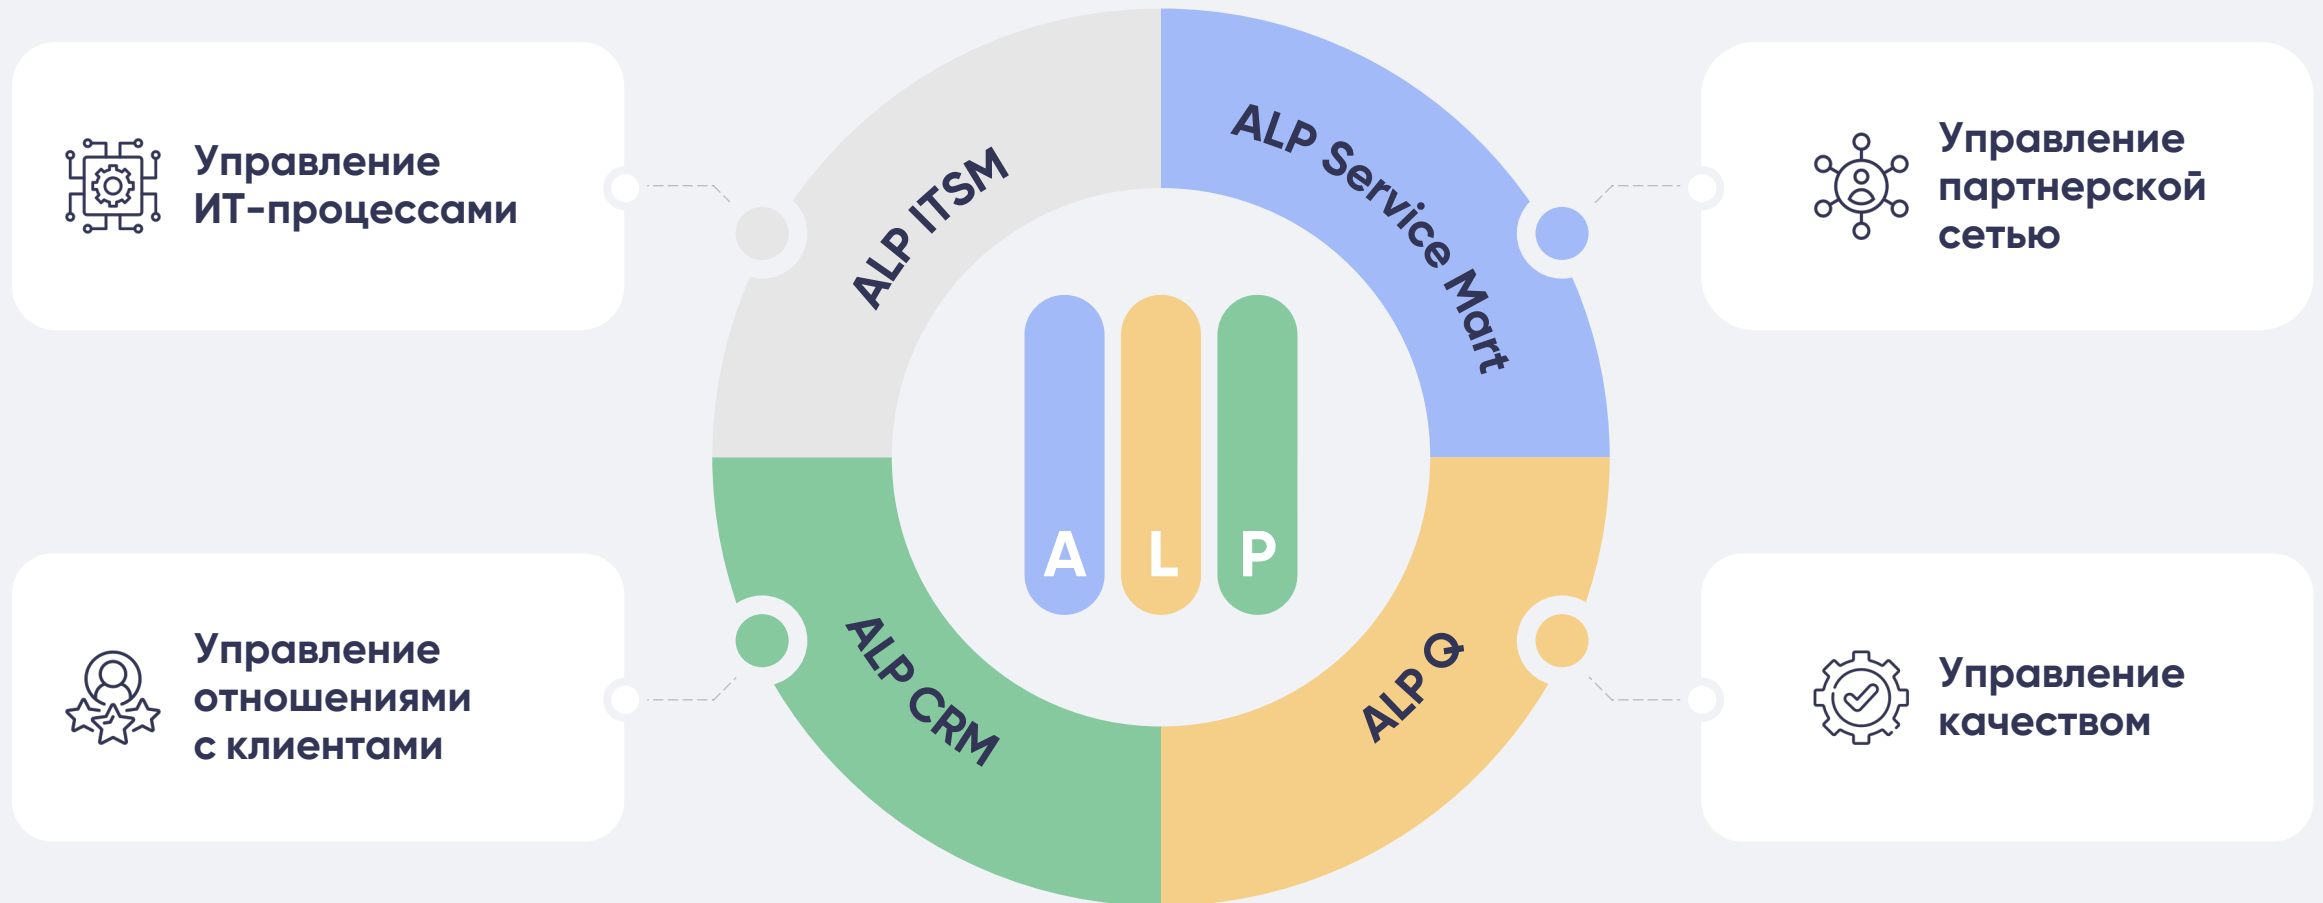 Управление
ИТ-процессами
ALP ITSM
ALP Service Mart
Управление
партнерской
сетью
A L P
Управление
отношениями
с клиентами
ALP CRM
ALP Q
Управление
качеством